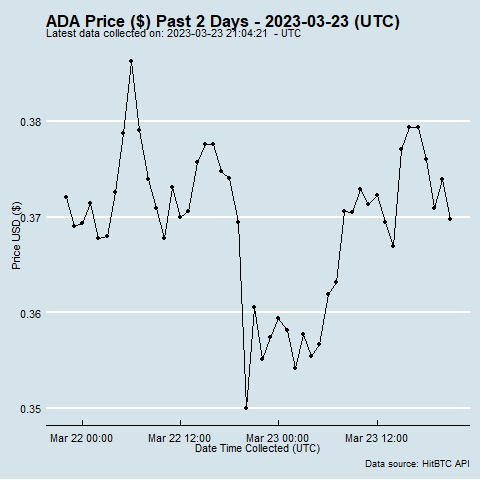 ADA Price ($) Past 2 Days - 2023-03-23 (UTC)
Latest data collected on: 2023-03-23 21:04:21  - UTC
0.38
0.37
0.36
0.35
Price USD ($)
Mar 22 00:00
Mar 22 12:00
Mar 23 00:00
Mar 23 12:00
Date Time Collected (UTC)
Data source: HitBTC API